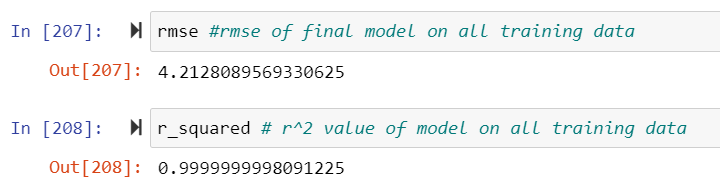 In [207]: rmse #rmse of final model on all training data
Out[207]: 4.2128089569330625
In [208]: r_squared # r^2 value of model on all training data
Out[208]: 0.9999999998091225